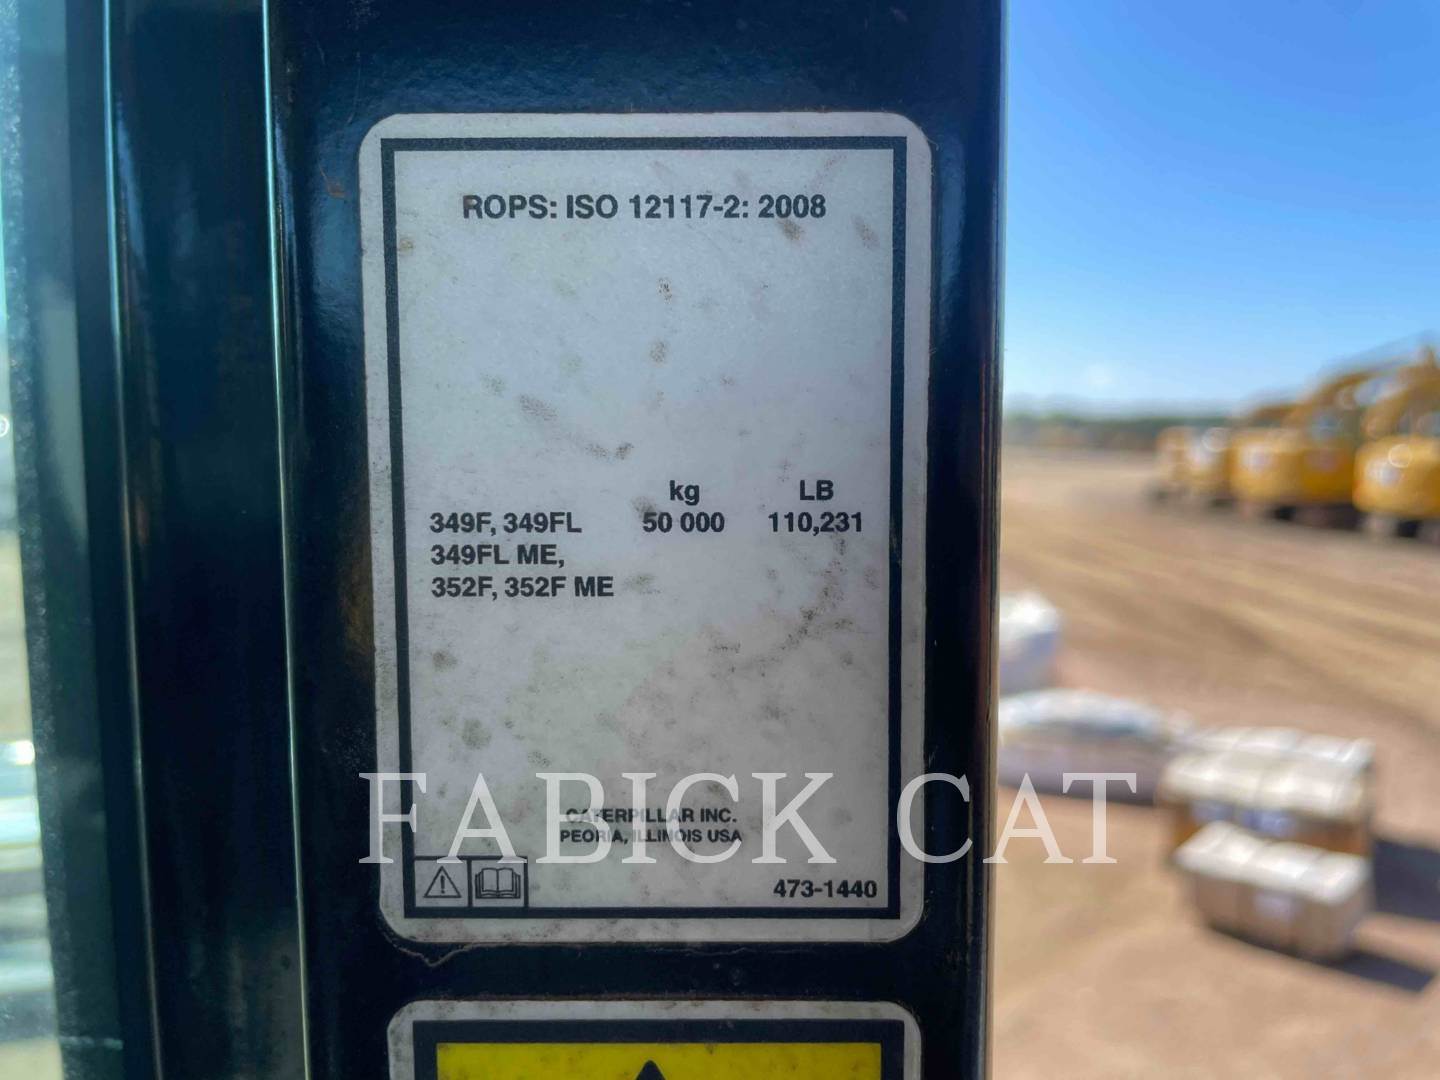 ROPS: ISO 12117-2: 2008
kg LB
349F, 349FL 50 000 110,231
349FL ME,
352F, 352F ME
FABICK CAT
CATERPILLAR INC.
PEORIA, ILLINOIS USA
473-1440